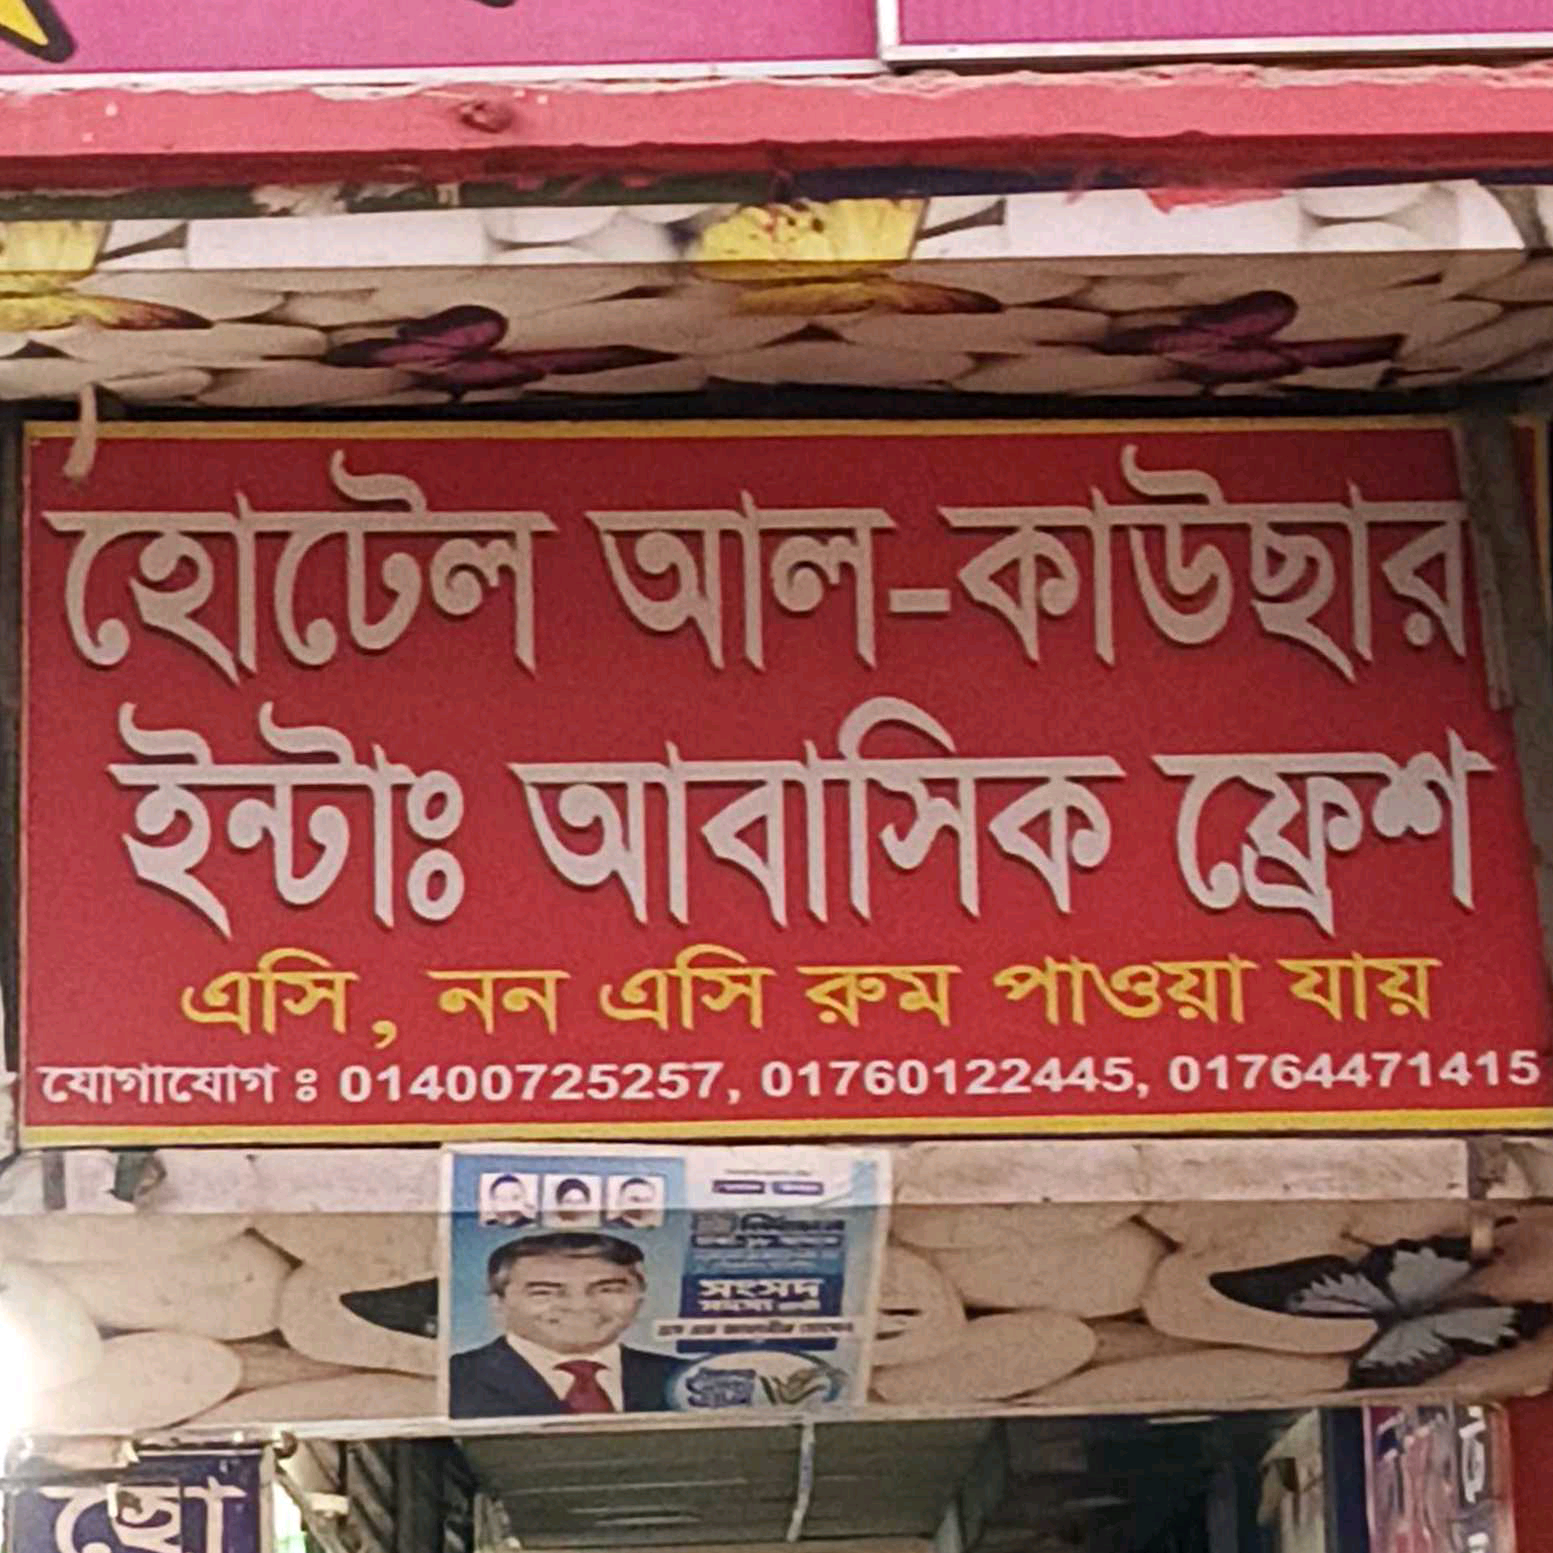 হোটেল আল-কাউছার
ইন্টাঃ আবাসিক ফ্রেশ
এসি, নন এসি রুম পাওয়া যায়
যোগাযোগ ঃ 01400725257, 01760122445, 01764471415
সংসদ
হো